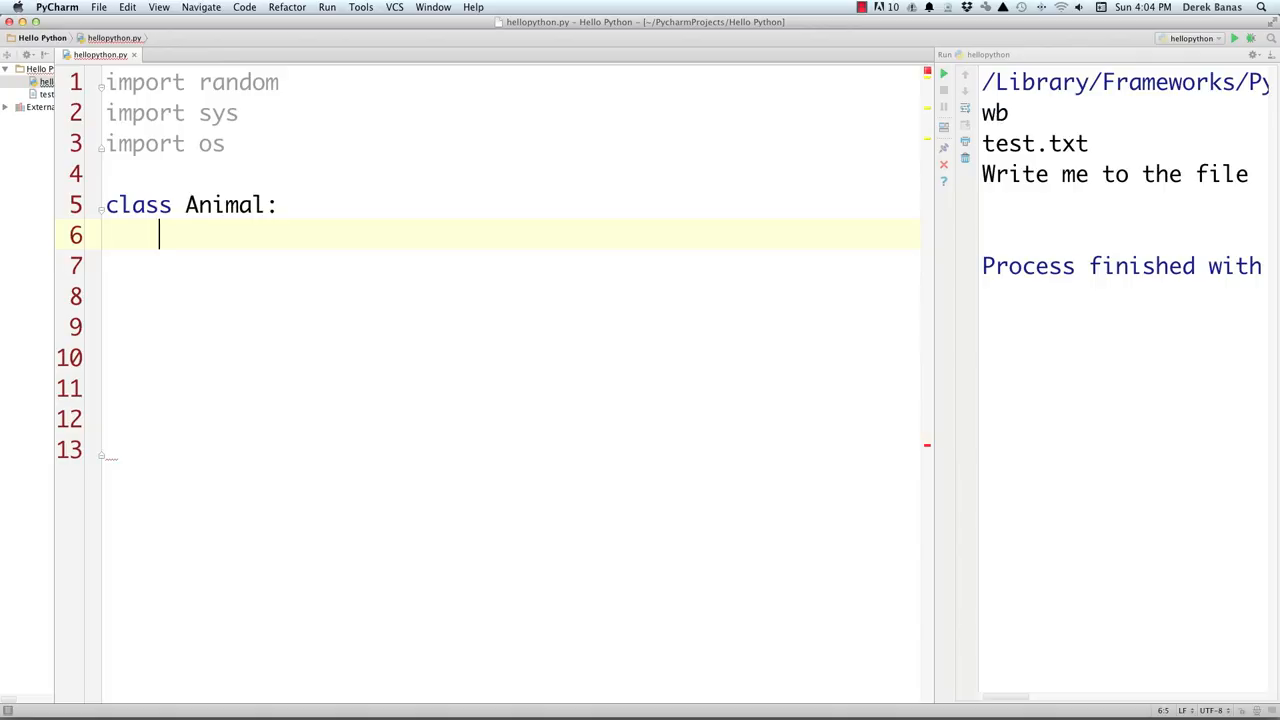 PyCharm File Edit View Navigate Code Refactor Run Tools VCS Window Help 10 Sun 4:04 PM Derek Banas
hellopython.py - Hello Python - [~/PycharmProjects/Hello Python]
Hello Python hellopython.py hellopython
hellopython.py
Run hellopython
Hello P
hell
test
Externa
1 import random
2 import sys
3 import os
4
5 class Animal:
6
7
8
9
10
11
12
13
/Library/Frameworks/Py
wb
test.txt
Write me to the file
Process finished with
6:5 LF UTF-8